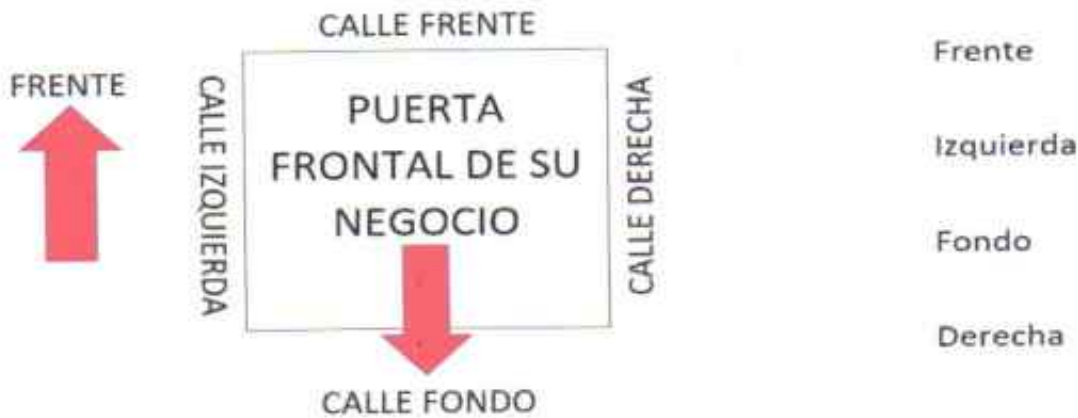 CALLE FRENTE
FRENTE
CALLE IZQUIERDA
PUERTA
FRONTAL DE SU
NEGOCIO
CALLE DERECHA
CALLE FONDO
Frente
Izquierda
Fondo
Derecha